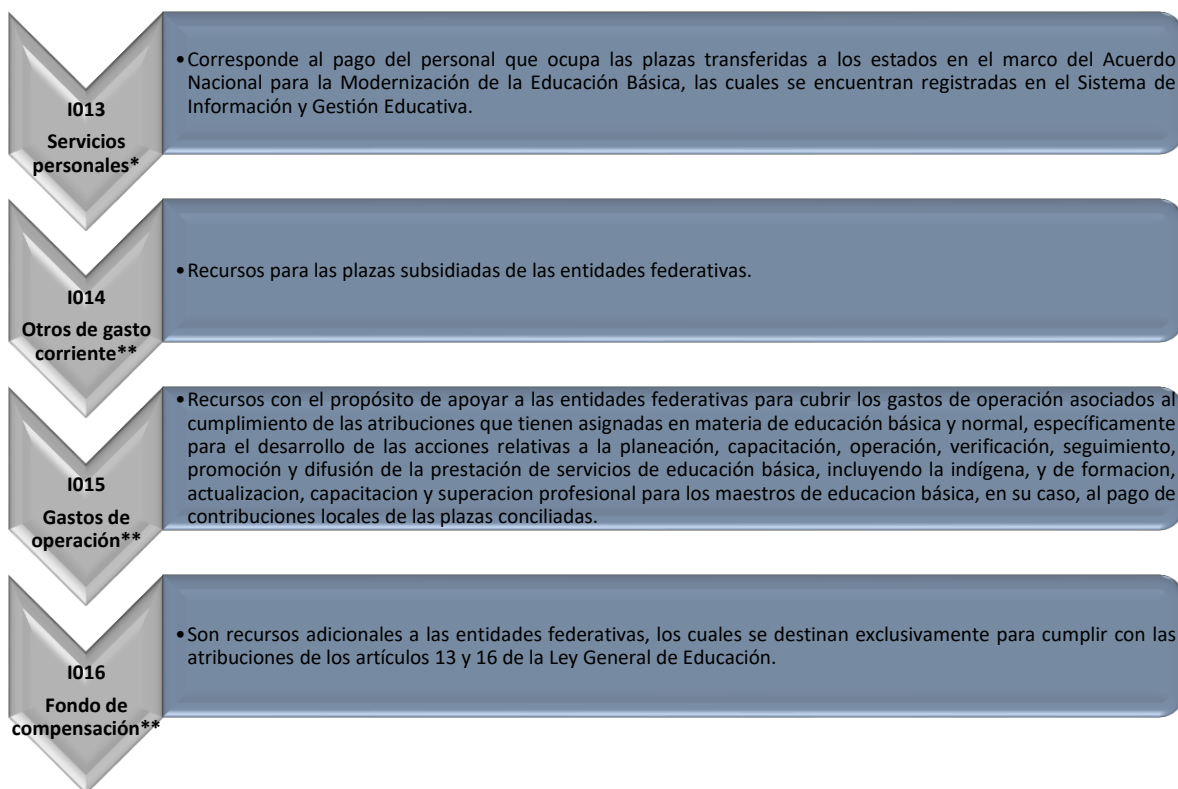 I013
Servicios
personales*
•Corresponde al pago del personal que ocupa las plazas transferidas a los estados en el marco del Acuerdo
Nacional para la Modernización de la Educación Básica, las cuales se encuentran registradas en el Sistema de
Información y Gestión Educativa.
I014
Otros de gasto
corriente**
•Recursos para las plazas subsidiadas de las entidades federativas.
I015
Gastos de
operación**
•Recursos con el propósito de apoyar a las entidades federativas para cubrir los gastos de operación asociados al
cumplimiento de las atribuciones que tienen asignadas en materia de educación básica y normal, específicamente
para el desarrollo de las acciones relativas a la planeación, capacitación, operación, verificación, seguimiento,
promoción y difusión de la prestación de servicios de educación básica, incluyendo la indígena, y de formacion,
actualizacion, capacitacion y superacion profesional para los maestros de educacion básica, en su caso, al pago de
contribuciones locales de las plazas conciliadas.
I016
Fondo de
compensación**
•Son recursos adicionales a las entidades federativas, los cuales se destinan exclusivamente para cumplir con las
atribuciones de los artículos 13 y 16 de la Ley General de Educación.